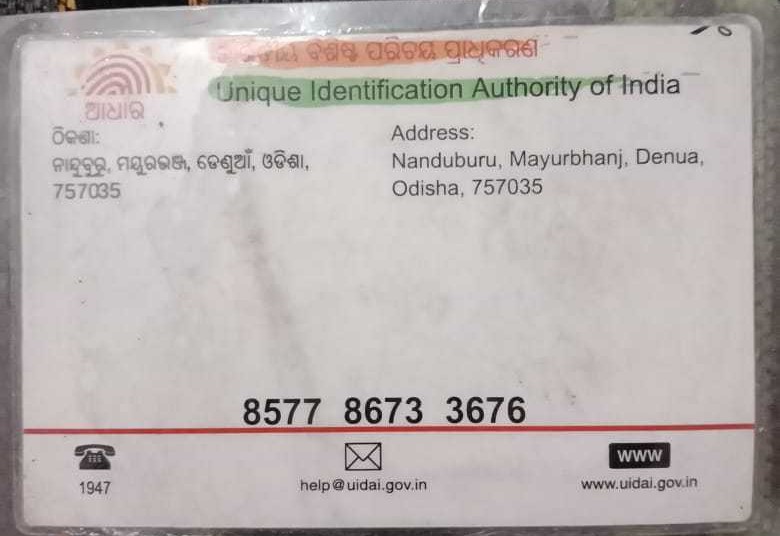 ବିଶିଷ୍ଟ ପରିଚୟ ପ୍ରାଧିକରଣ
Unique Identification Authority of India
ଆଧାର
ଠିକଣା:
ନାନ୍ଦୁବୁରୁ, ମୟୁରଭଞ୍ଜ, ଡେଣୁଆଁ, ଓଡିଶା,
757035
Address:
Nanduburu, Mayurbhanj, Denua,
Odisha, 757035
8577 8673 3676
1947
help@uidai.gov.in
WWW
www.uidai.gov.in